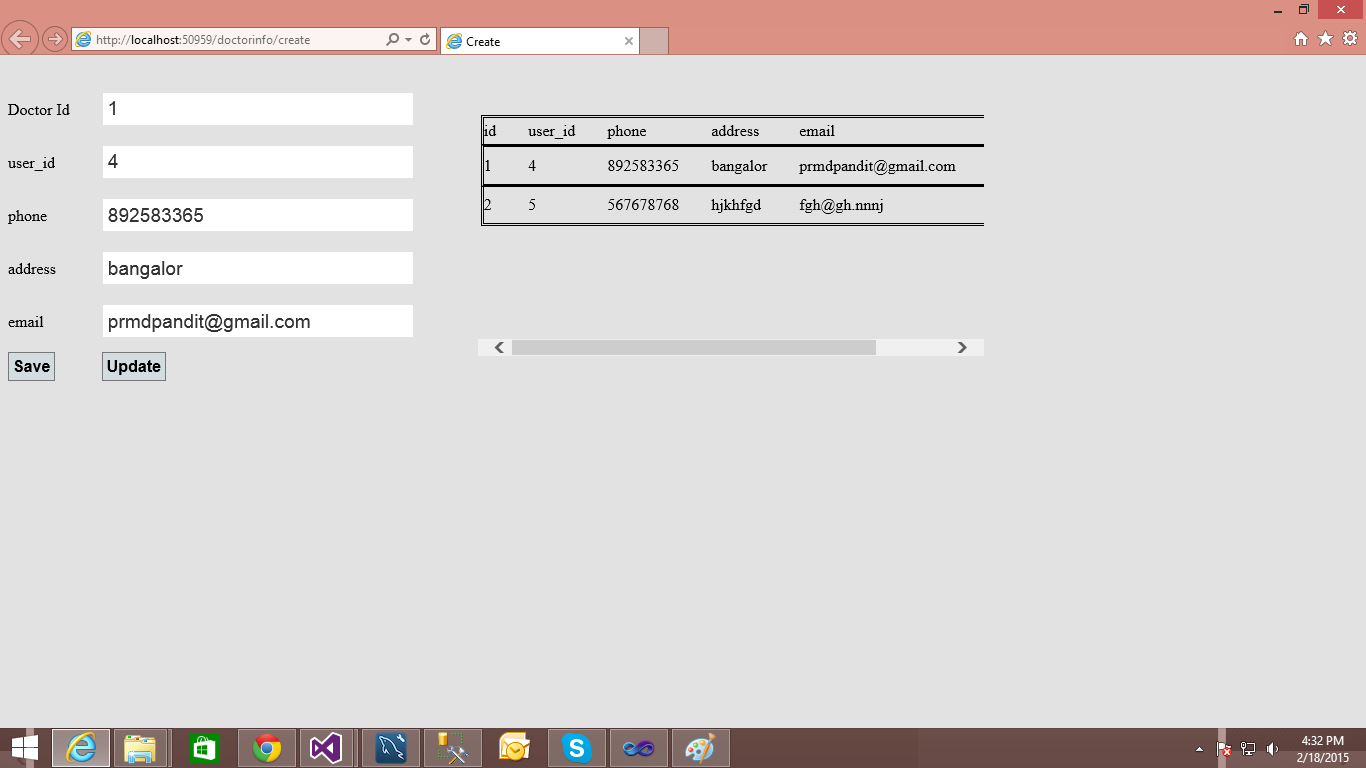 http://localhost:50959/doctorinfo/create
Create
Doctor Id 1
user_id 4
phone 892583365
address bangalor
email prmdpandit@gmail.com
Save Update
id user_id phone address email
1 4 892583365 bangalor prmdpandit@gmail.com
2 5 567678768 hjkhfgd fgh@gh.nnnj
4:32 PM
2/18/2015